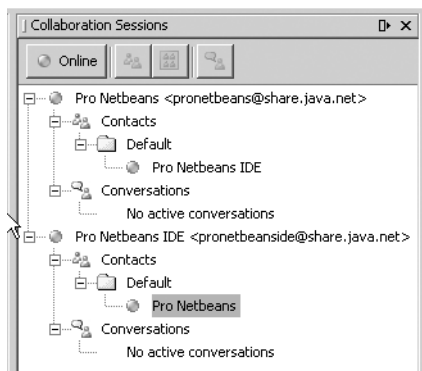 Collaboration Sessions
Online
Pro Netbeans <pronetbeans@share.java.net>
Contacts
Default
Pro Netbeans IDE
Conversations
No active conversations
Pro Netbeans IDE <pronetbeanside@share.java.net>
Contacts
Default
Pro Netbeans
Conversations
No active conversations